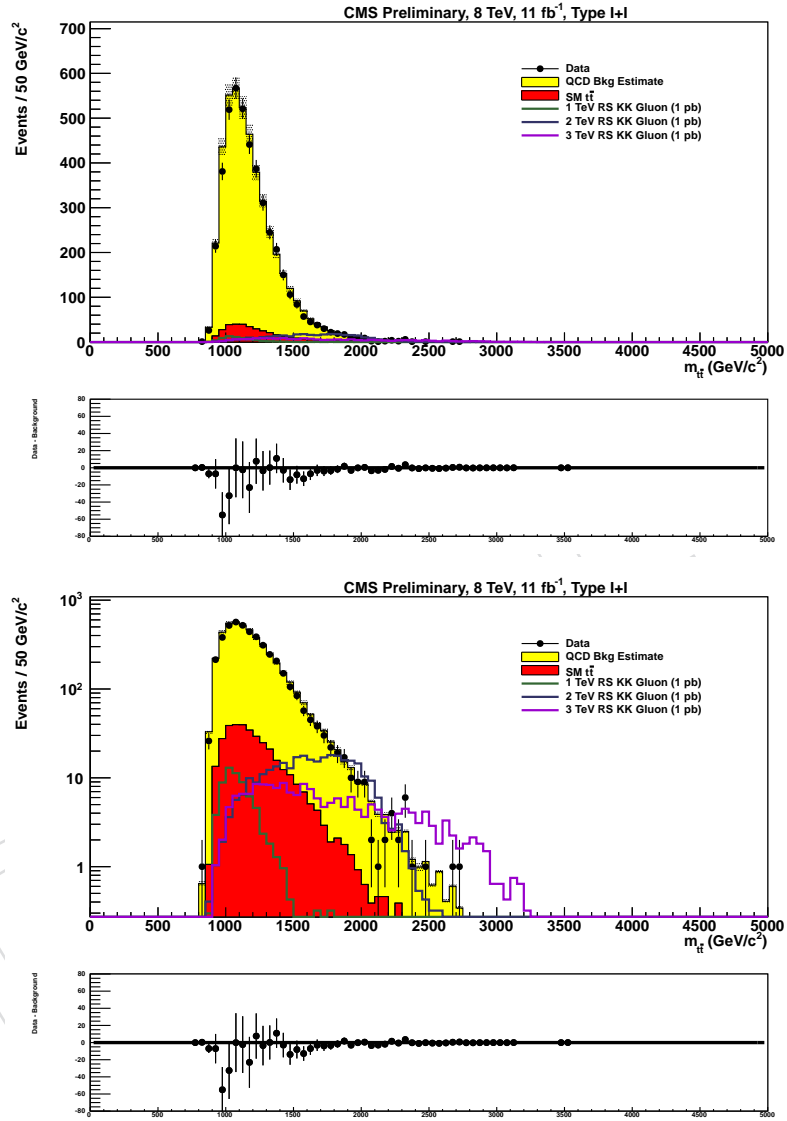 CMS Preliminary, 8 TeV, 11 fb⁻¹, Type I+I
Events / 50 GeV/c²
700
600
500
400
300
200
100
0
Data
QCD Bkg Estimate
SM tt̄
1 TeV RS KK Gluon (1 pb)
2 TeV RS KK Gluon (1 pb)
3 TeV RS KK Gluon (1 pb)
0 500 1000 1500 2000 2500 3000 3500 4000 4500 5000
m_tt̄ (GeV/c²)
Data - Background
80
60
40
20
0
-20
-40
-60
-80
0 500 1000 1500 2000 2500 3000 3500 4000 4500 5000
CMS Preliminary, 8 TeV, 11 fb⁻¹, Type I+I
Events / 50 GeV/c²
10³
10²
10
1
Data
QCD Bkg Estimate
SM tt̄
1 TeV RS KK Gluon (1 pb)
2 TeV RS KK Gluon (1 pb)
3 TeV RS KK Gluon (1 pb)
0 500 1000 1500 2000 2500 3000 3500 4000 4500 5000
m_tt̄ (GeV/c²)
Data - Background
80
60
40
20
0
-20
-40
-60
-80
0 500 1000 1500 2000 2500 3000 3500 4000 4500 5000